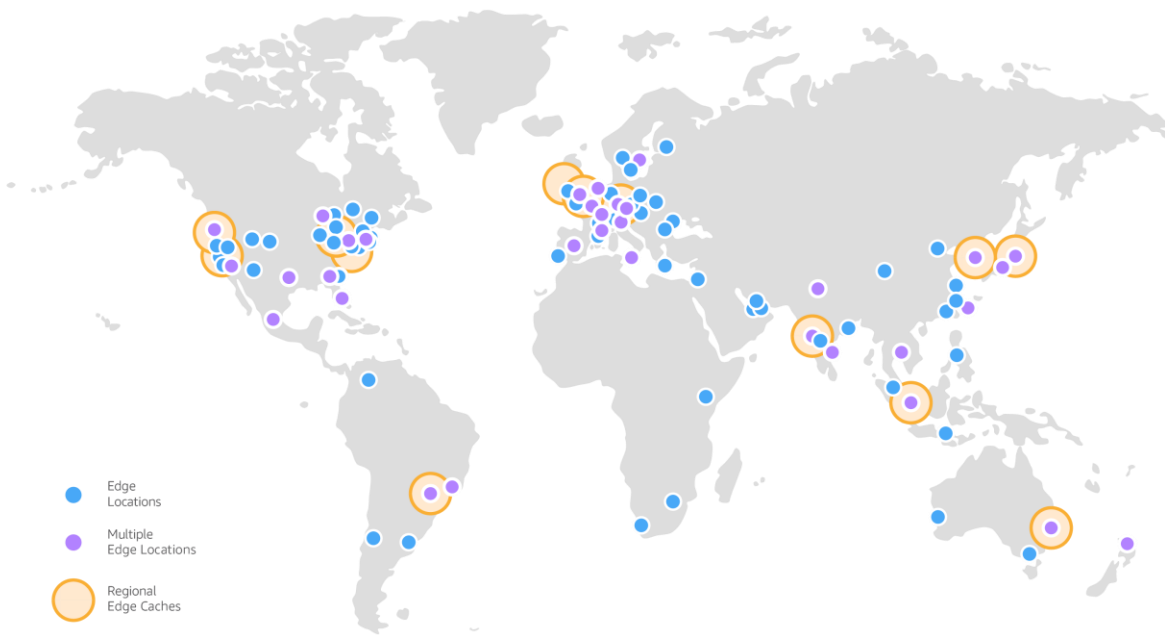 Edge
Locations
Multiple
Edge Locations
Regional
Edge Caches